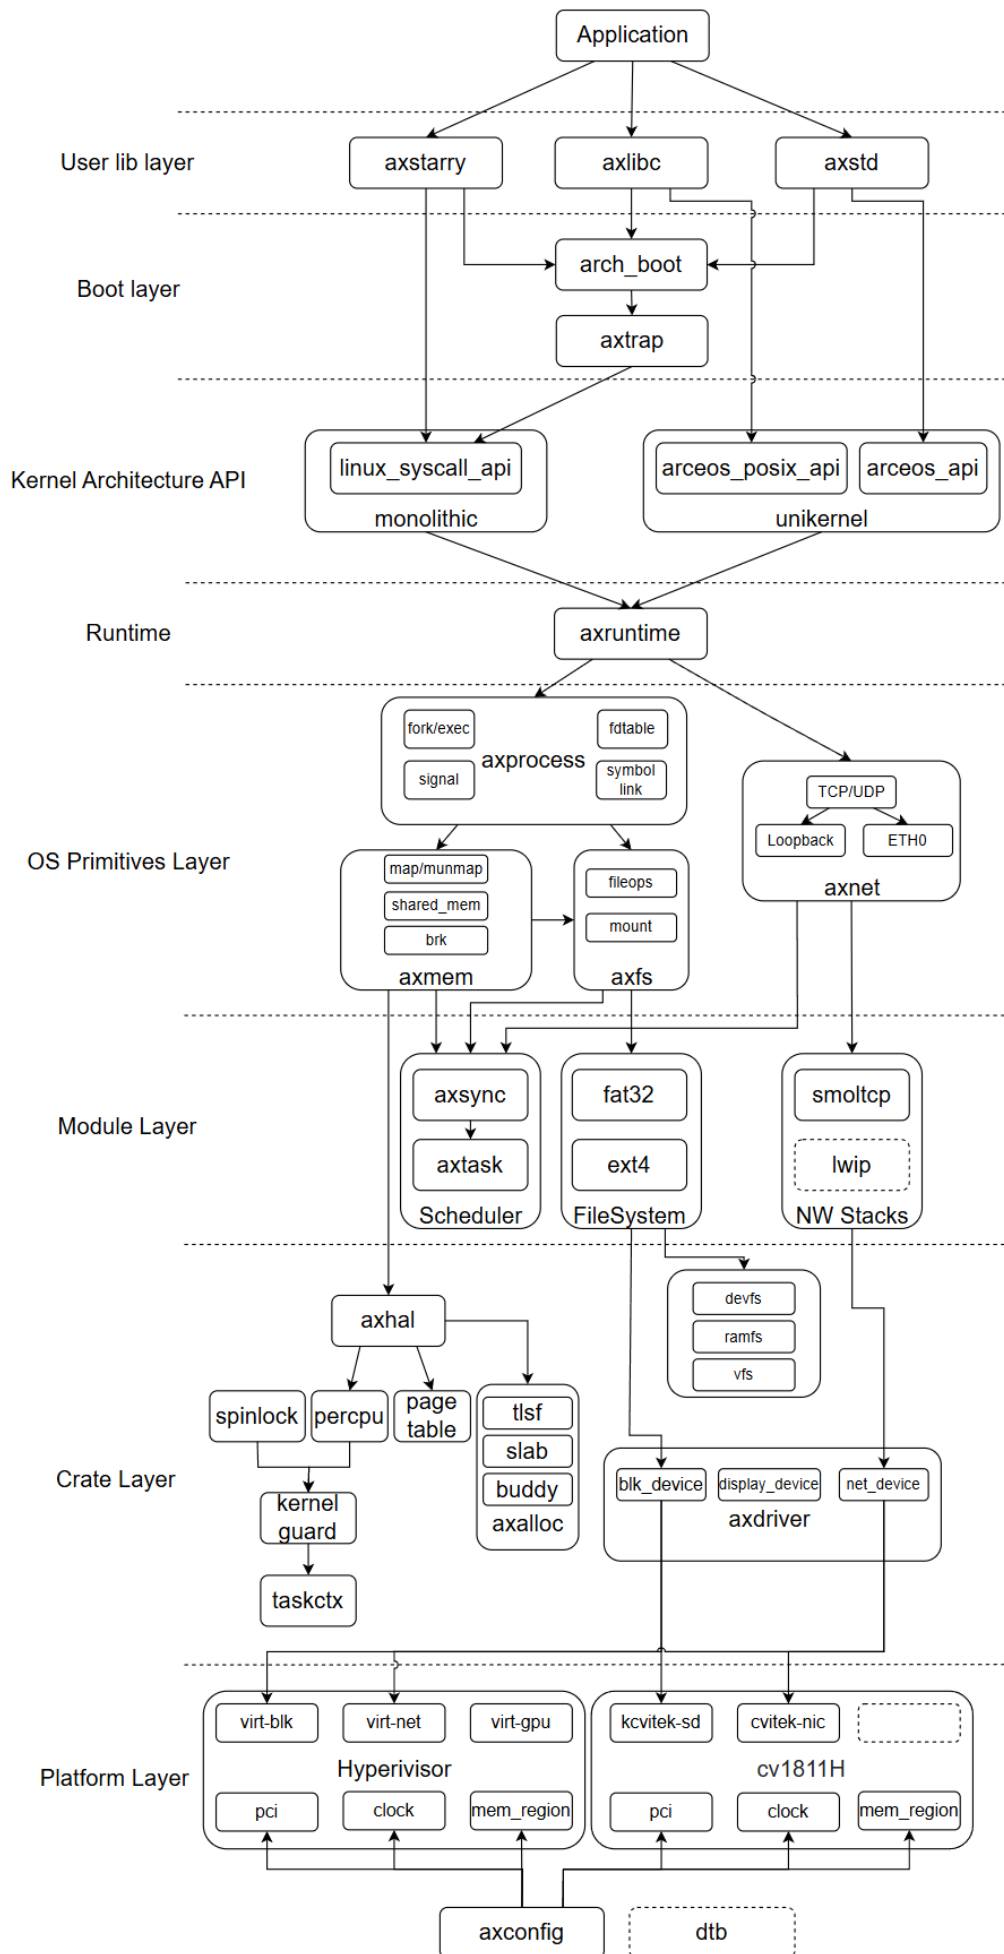 Application
User lib layer
axstarry
axlibc
axstd
Boot layer
arch_boot
axtrap
Kernel Architecture API
linux_syscall_api
monolithic
arceos_posix_api
arceos_api
unikernel
Runtime
axruntime
OS Primitives Layer
fork/exec
fdtable
axprocess
signal
symbol
link
TCP/UDP
Loopback
ETH0
axnet
map/munmap
shared_mem
brk
axmem
fileops
mount
axfs
Module Layer
axsync
axtask
Scheduler
fat32
ext4
FileSystem
smoltcp
lwip
NW Stacks
Crate Layer
axhal
devfs
ramfs
vfs
spinlock
percpu
page
table
tlsf
slab
buddy
axalloc
kernel
guard
taskctx
blk_device
display_device
net_device
axdriver
Platform Layer
virt-blk
virt-net
virt-gpu
Hyperivisor
pci
clock
mem_region
kcvitek-sd
cvitek-nic
cv1811H
pci
clock
mem_region
axconfig
dtb